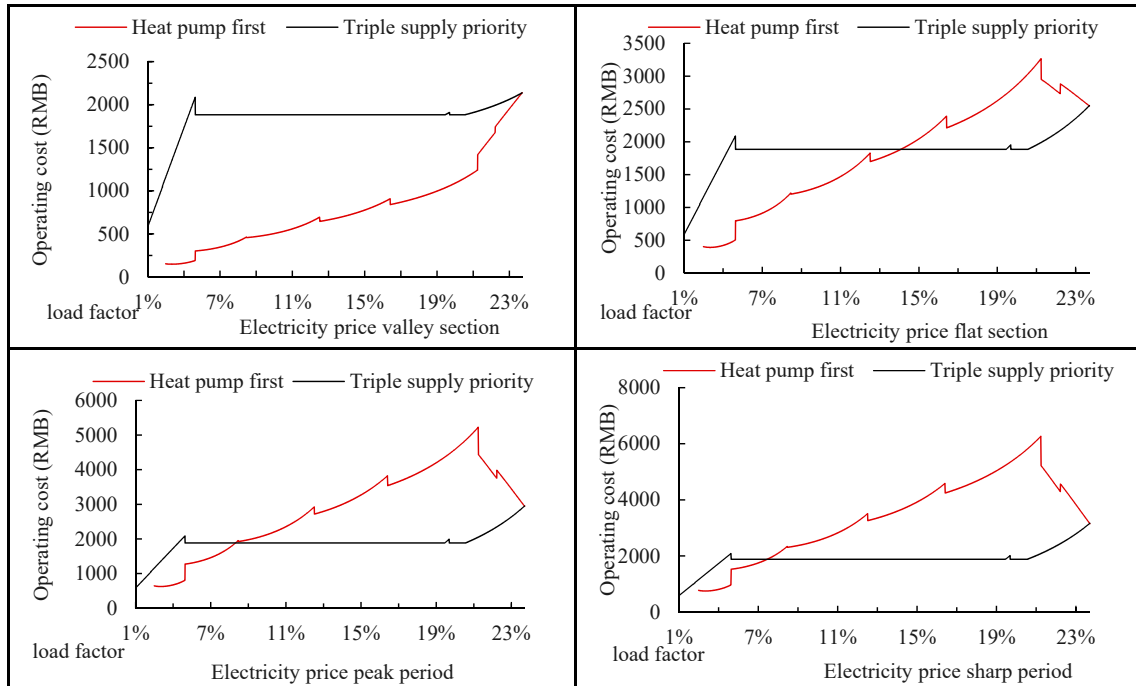 Heat pump first
Triple supply priority
Operating cost (RMB)
2500
2000
1500
1000
500
0
1%
7%
11%
15%
19%
23%
load factor
Electricity price valley section
Heat pump first
Triple supply priority
Operating cost (RMB)
3500
3000
2500
2000
1500
1000
500
0
1%
7%
11%
15%
19%
23%
load factor
Electricity price flat section
Heat pump first
Triple supply priority
Operating cost (RMB)
6000
5000
4000
3000
2000
1000
0
1%
7%
11%
15%
19%
23%
load factor
Electricity price peak period
Heat pump first
Triple supply priority
Operating cost (RMB)
8000
6000
4000
2000
0
1%
7%
11%
15%
19%
23%
load factor
Electricity price sharp period